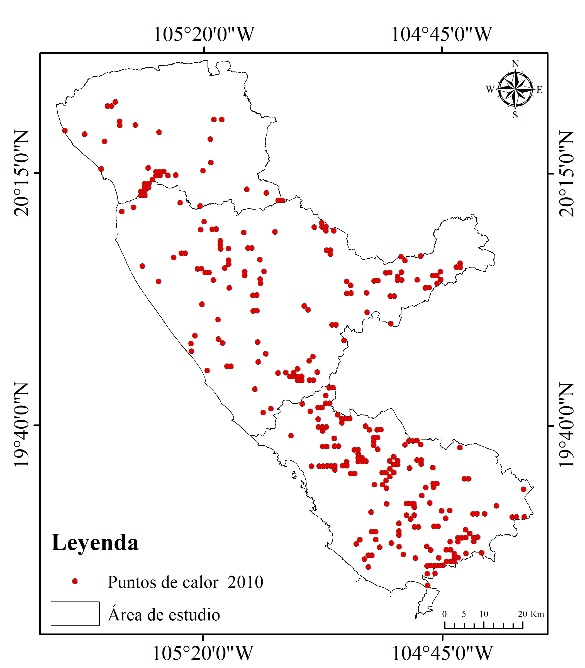 105°20'0"W 104°45'0"W
N
W E
S
20°15'0"N 20°15'0"N
19°40'0"N 19°40'0"N
Leyenda
Puntos de calor 2010
Área de estudio
0 5 10 20 Km
105°20'0"W 104°45'0"W